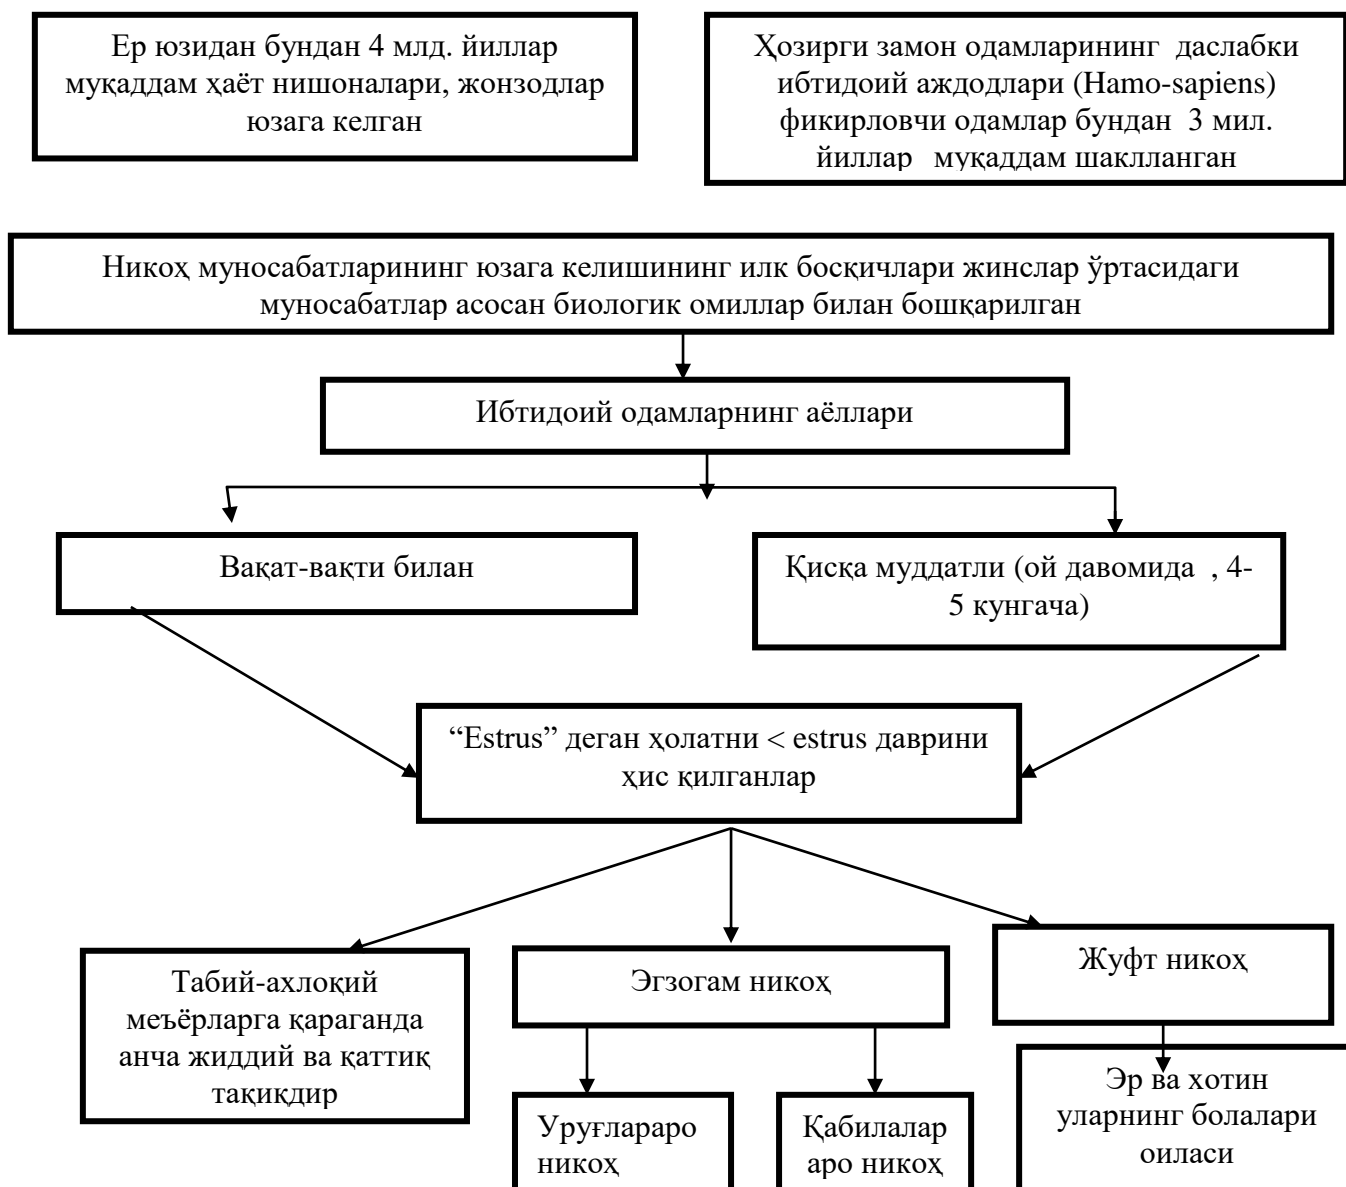 Ер юзидан бундан 4 млд. йиллар
муқаддам ҳаёт нишоналари, жонзодлар
юзага келган
Ҳозирги замон одамларининг даслабки
ибтидоий аждодлари (Hamo-sapiens)
фикирловчи одамлар бундан 3 мил.
йиллар муқаддам шаклланган
Никоҳ муносабатларининг юзага келишининг илк босқичлари жинслар ўртасидаги
муносабатлар асосан биологик омиллар билан бошқарилган
Ибтидоий одамларнинг аёллари
Вақат-вақти билан
Қисқа муддатли (ой давомида , 4-
5 кунгача)
“Estrus” деган ҳолатни < estrus даврини
ҳис қилганлар
Табий-ахлоқий
меъёрларга қараганда
анча жиддий ва қаттиқ
тақиқдир
Эгзогам никоҳ
Жуфт никоҳ
Уруғлараро
никоҳ
Қабилалар
аро никоҳ
Эр ва хотин
уларнинг болалари
оиласи